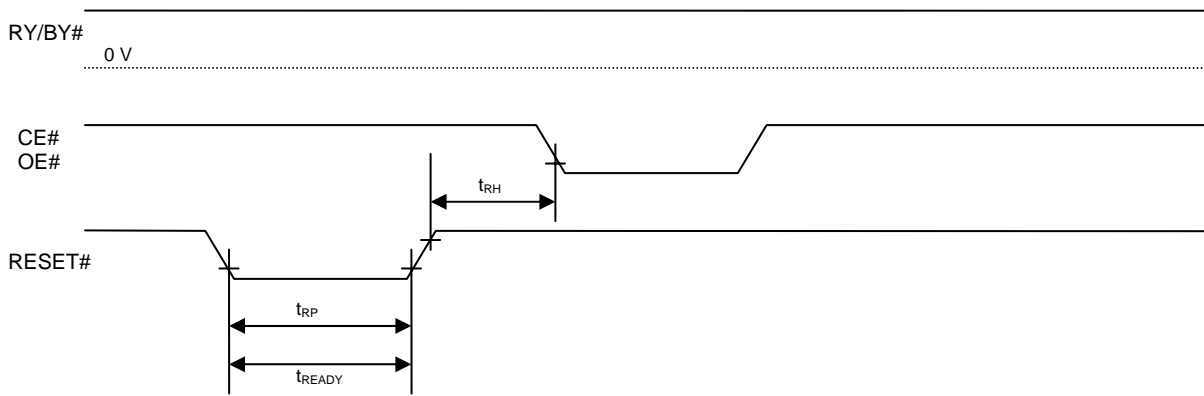 RY/BY#
0 V
CE#
OE#
tRH
RESET#
tRP
tREADY